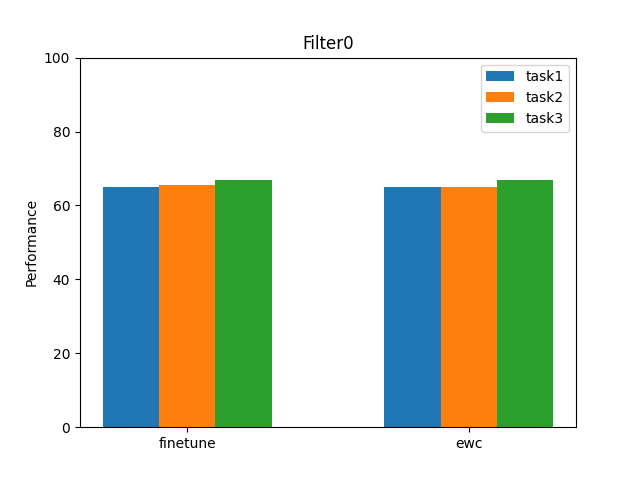 Filter0
100
80
60
40
20
0
Performance
task1
task2
task3
finetune
ewc